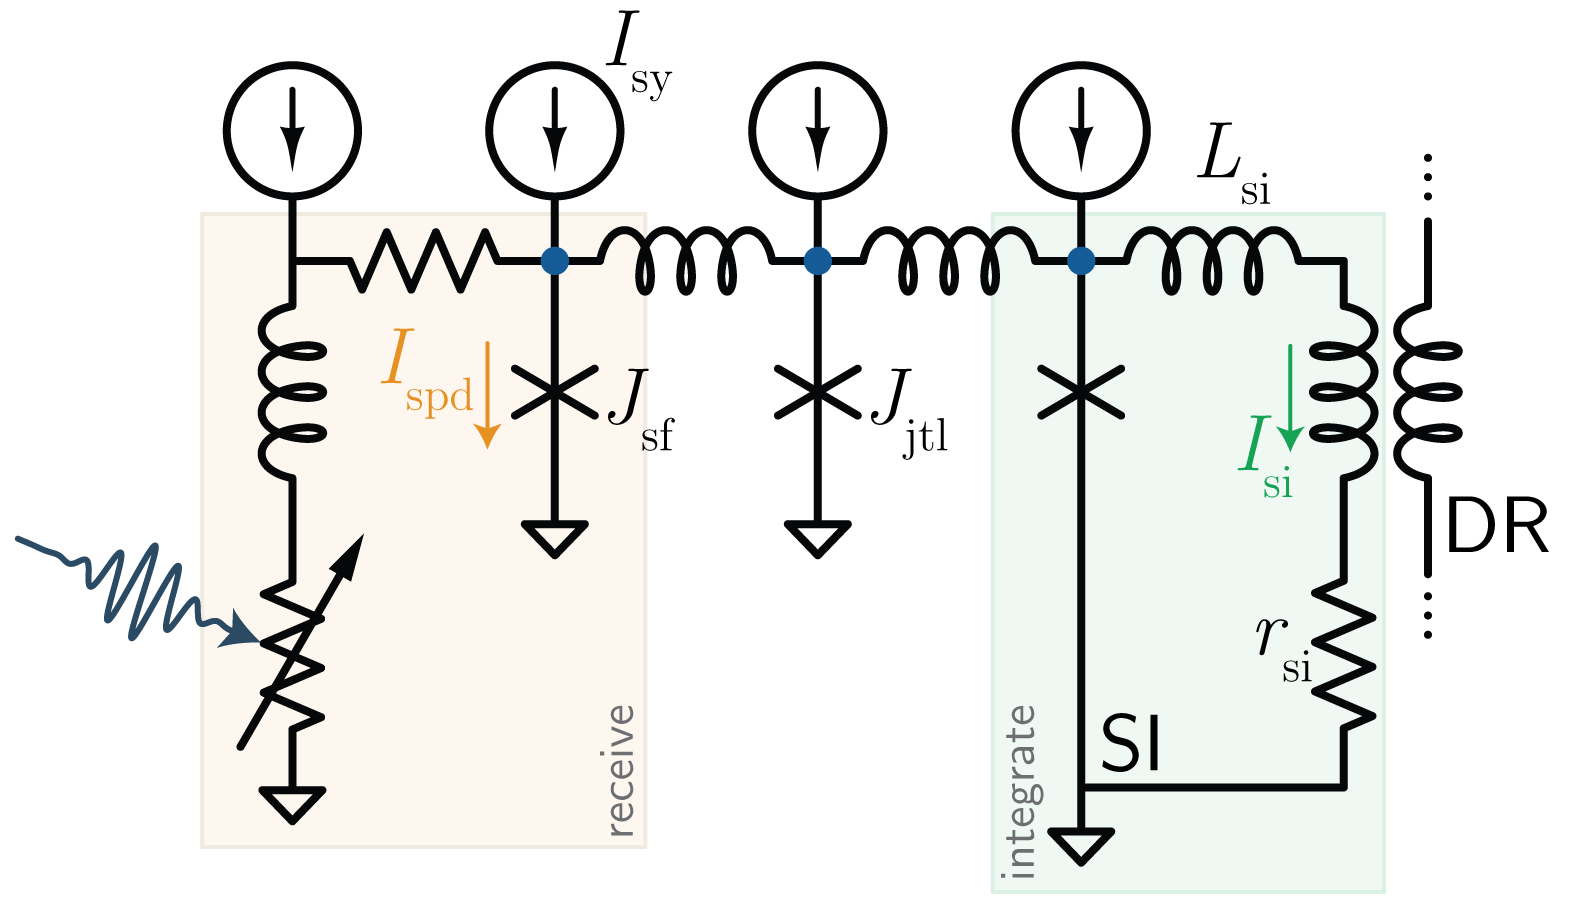 I_sy
L_si
I_spd
J_sf
J_jtl
I_si
DR
r_si
receive
integrate
SI